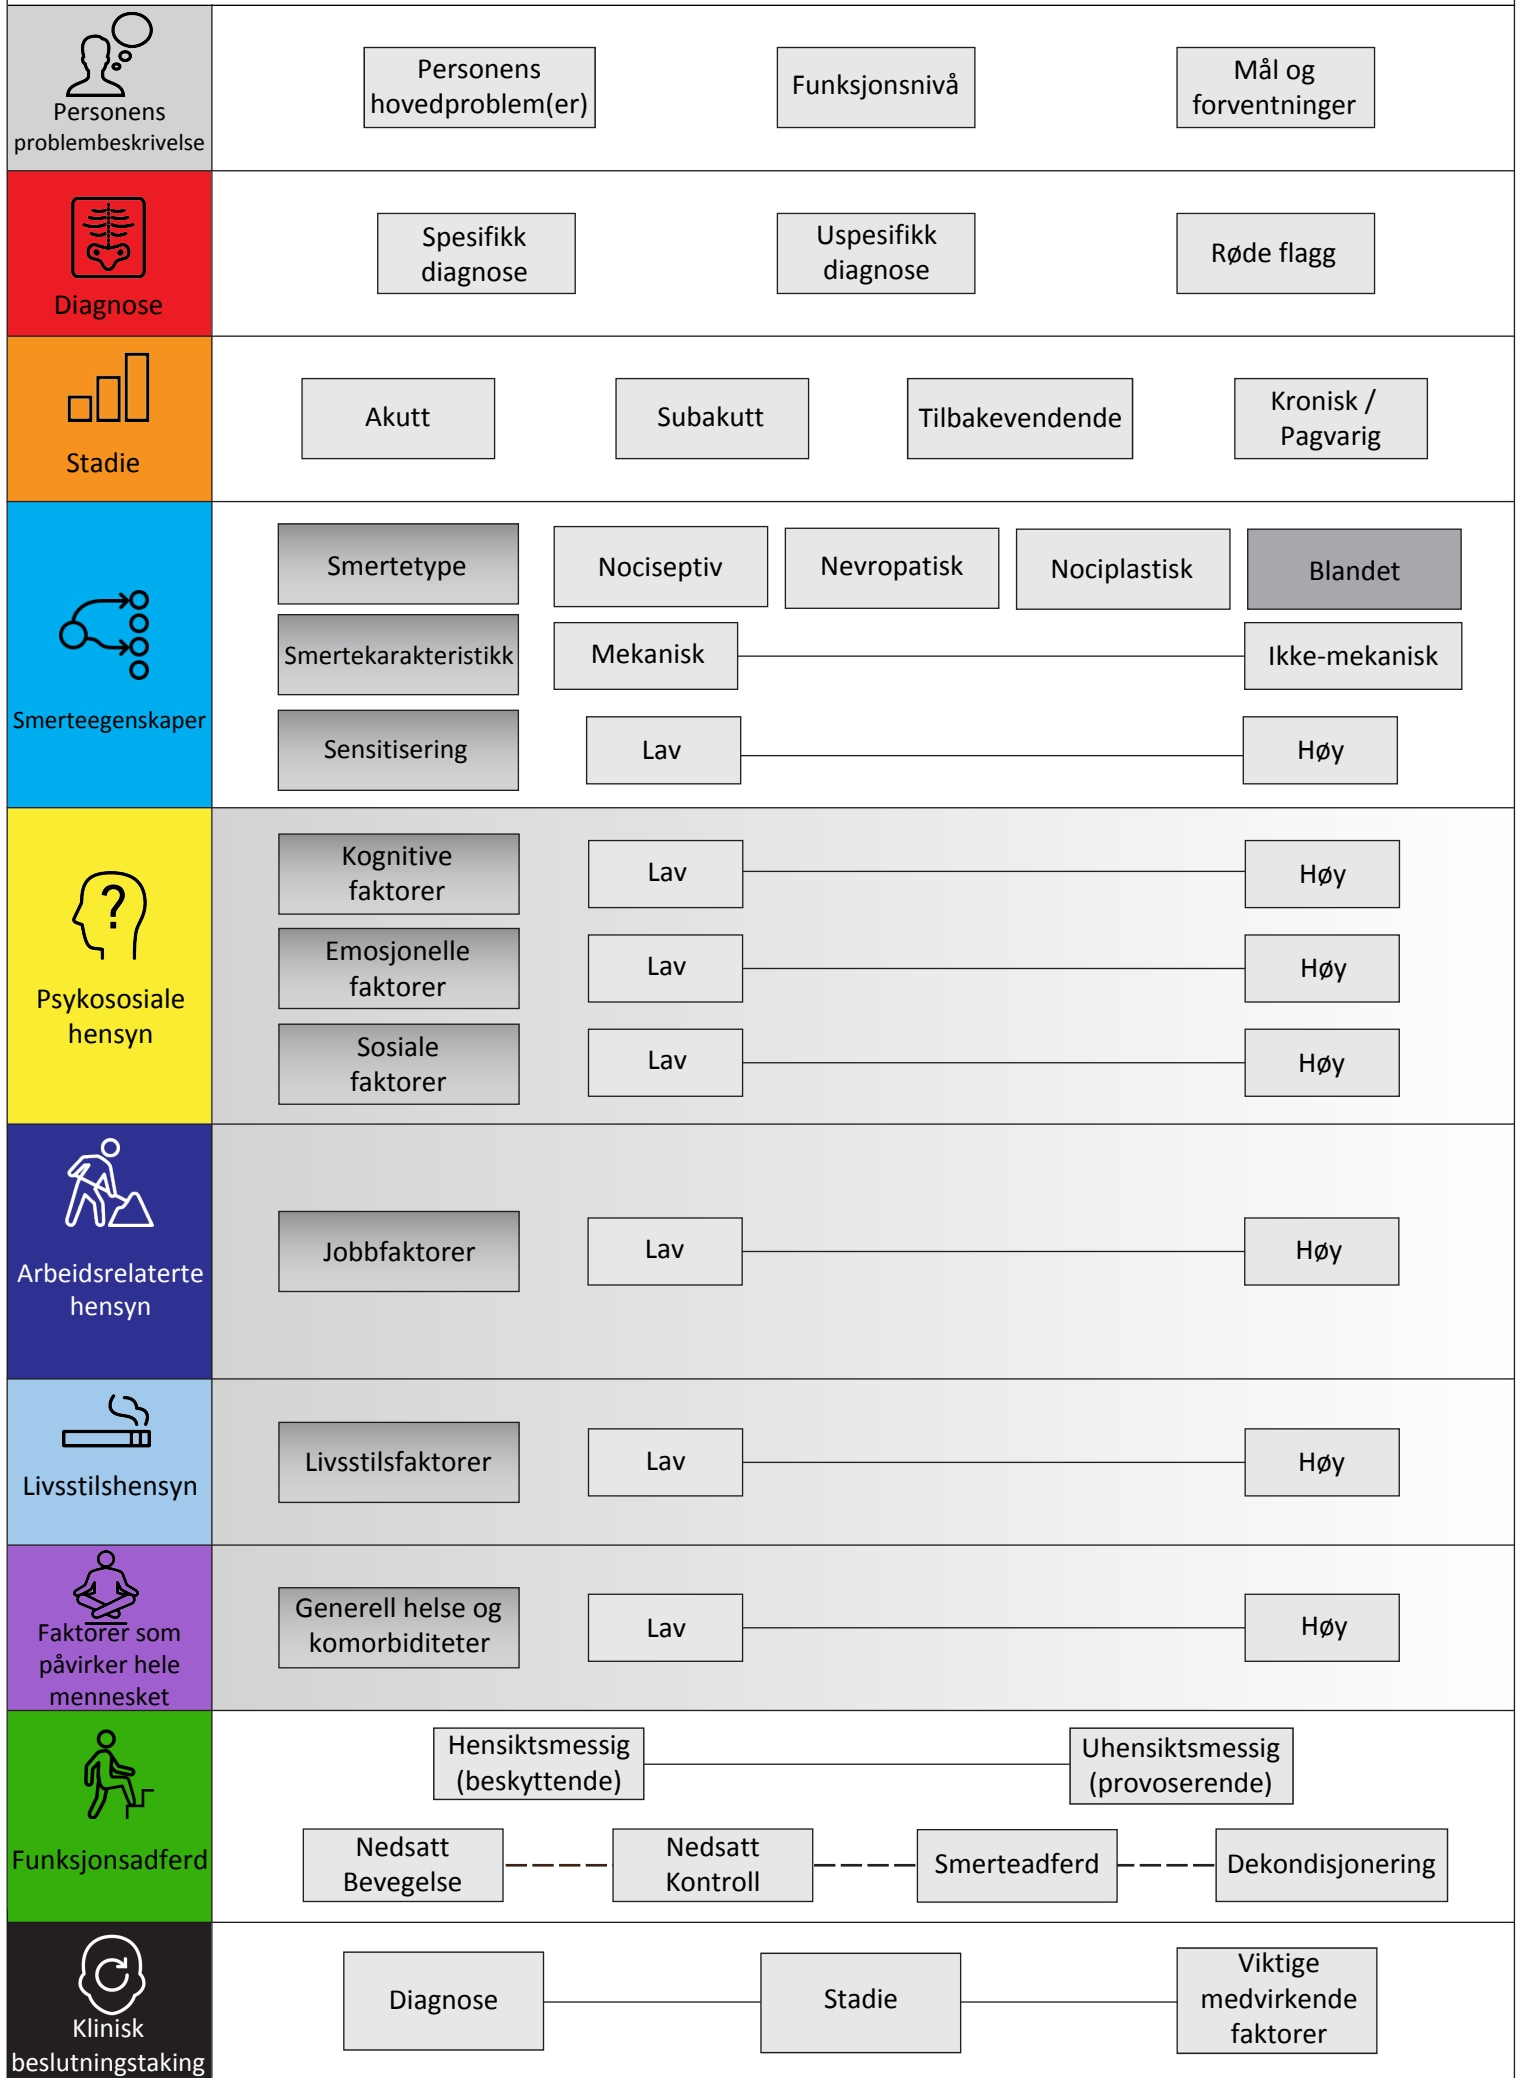 Personens
problembeskrivelse
Personens
hovedproblem(er)
Funksjonsnivå
Mål og
forventninger
Diagnose
Spesifikk
diagnose
Uspesifikk
diagnose
Røde flagg
Stadie
Akutt
Subakutt
Tilbakevendende
Kronisk /
Pagvarig
Smerteegenskaper
Smertetype
Nociseptiv
Nevropatisk
Nociplastisk
Blandet
Smertekarakteristikk
Mekanisk
Ikke-mekanisk
Sensitisering
Lav
Høy
Psykososiale
hensyn
?
Kognitive
faktorer
Lav
Høy
Emosjonelle
faktorer
Lav
Høy
Sosiale
faktorer
Lav
Høy
Arbeidsrelaterte
hensyn
Jobbfaktorer
Lav
Høy
Livsstilshensyn
Livsstilsfaktorer
Lav
Høy
Faktorer som
påvirker hele
mennesket
Generell helse og
komorbiditeter
Lav
Høy
Funksjonsadferd
Hensiktsmessig
(beskyttende)
Uhensiktsmessig
(provoserende)
Nedsatt
Bevegelse
Nedsatt
Kontroll
Smerteadferd
Dekondisjonering
Klinisk
beslutningstaking
Diagnose
Stadie
Viktige
medvirkende
faktorer